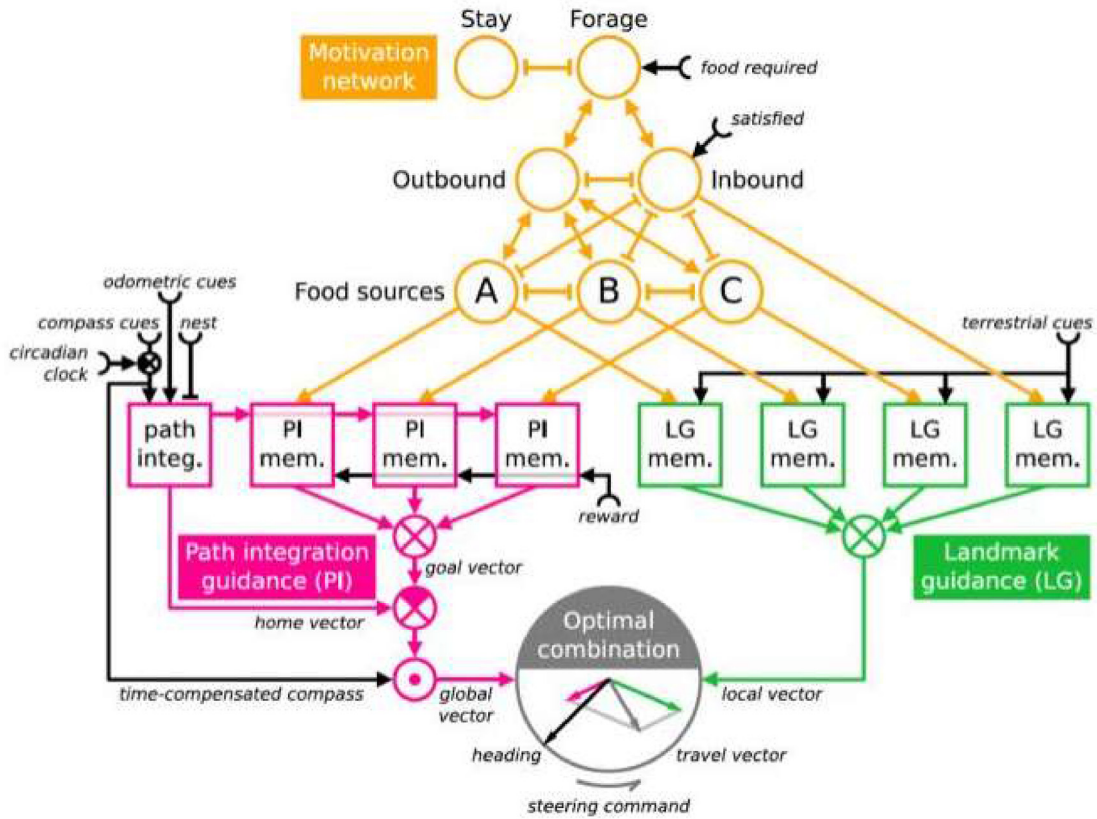 Stay
Forage
Motivation
network
food required
satisfied
Outbound
Inbound
Food sources
A
B
C
odometric cues
compass cues
nest
circadian
clock
terrestrial cues
path
integ.
PI
mem.
PI
mem.
PI
mem.
LG
mem.
LG
mem.
LG
mem.
LG
mem.
reward
Path integration
guidance (PI)
goal vector
Landmark
guidance (LG)
home vector
Optimal
combination
time-compensated compass
global
vector
local vector
heading
travel vector
steering command